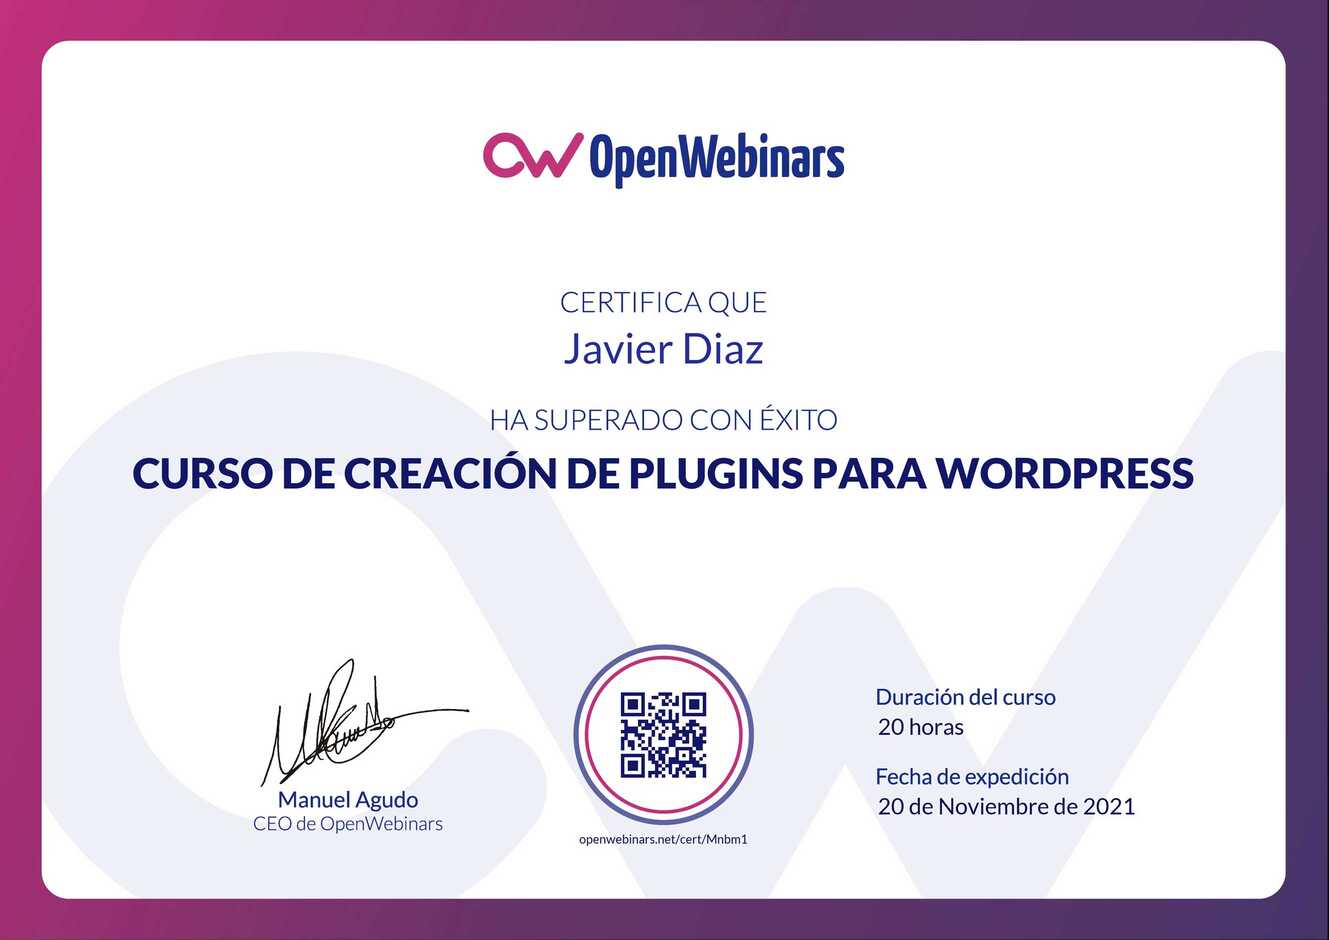 OpenWebinars
CERTIFICA QUE
Javier Diaz
HA SUPERADO CON ÉXITO
CURSO DE CREACIÓN DE PLUGINS PARA WORDPRESS
Manuel Agudo
CEO de OpenWebinars
openwebinars.net/cert/Mnbm1
Duración del curso
20 horas
Fecha de expedición
20 de Noviembre de 2021